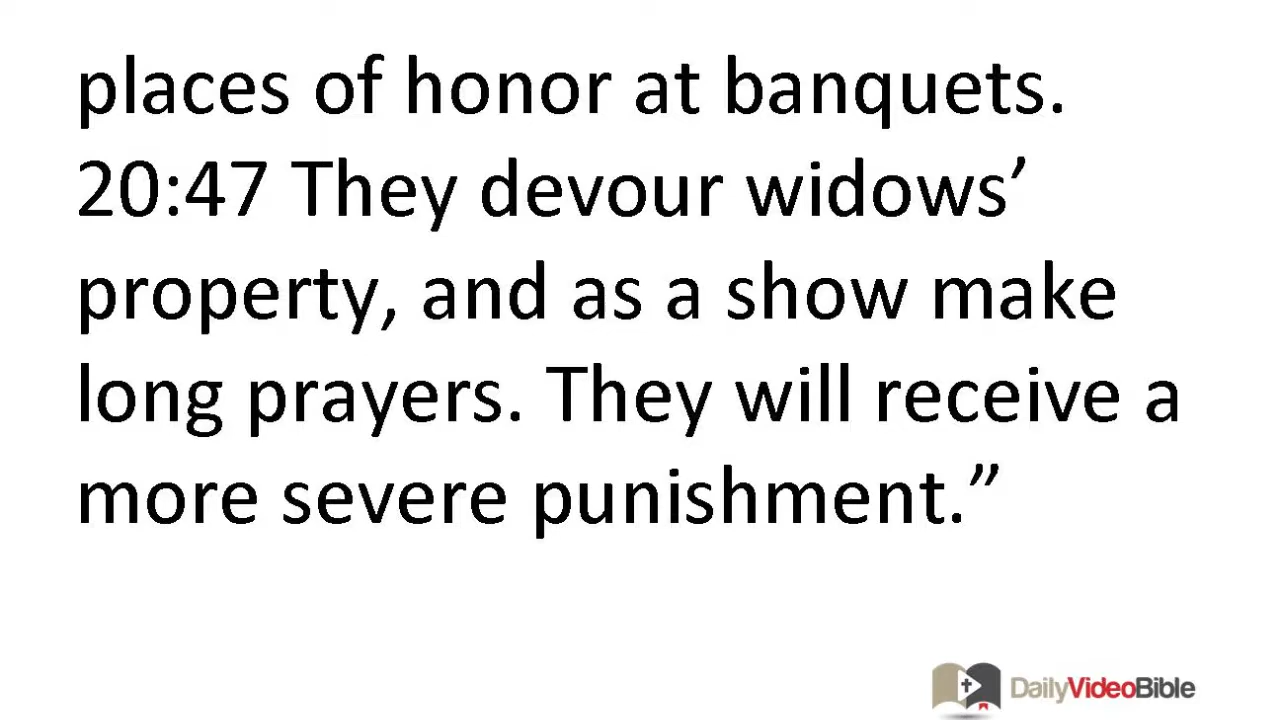 places of honor at banquets.
20:47 They devour widows’
property, and as a show make
long prayers. They will receive a
more severe punishment.”
DailyVideoBible